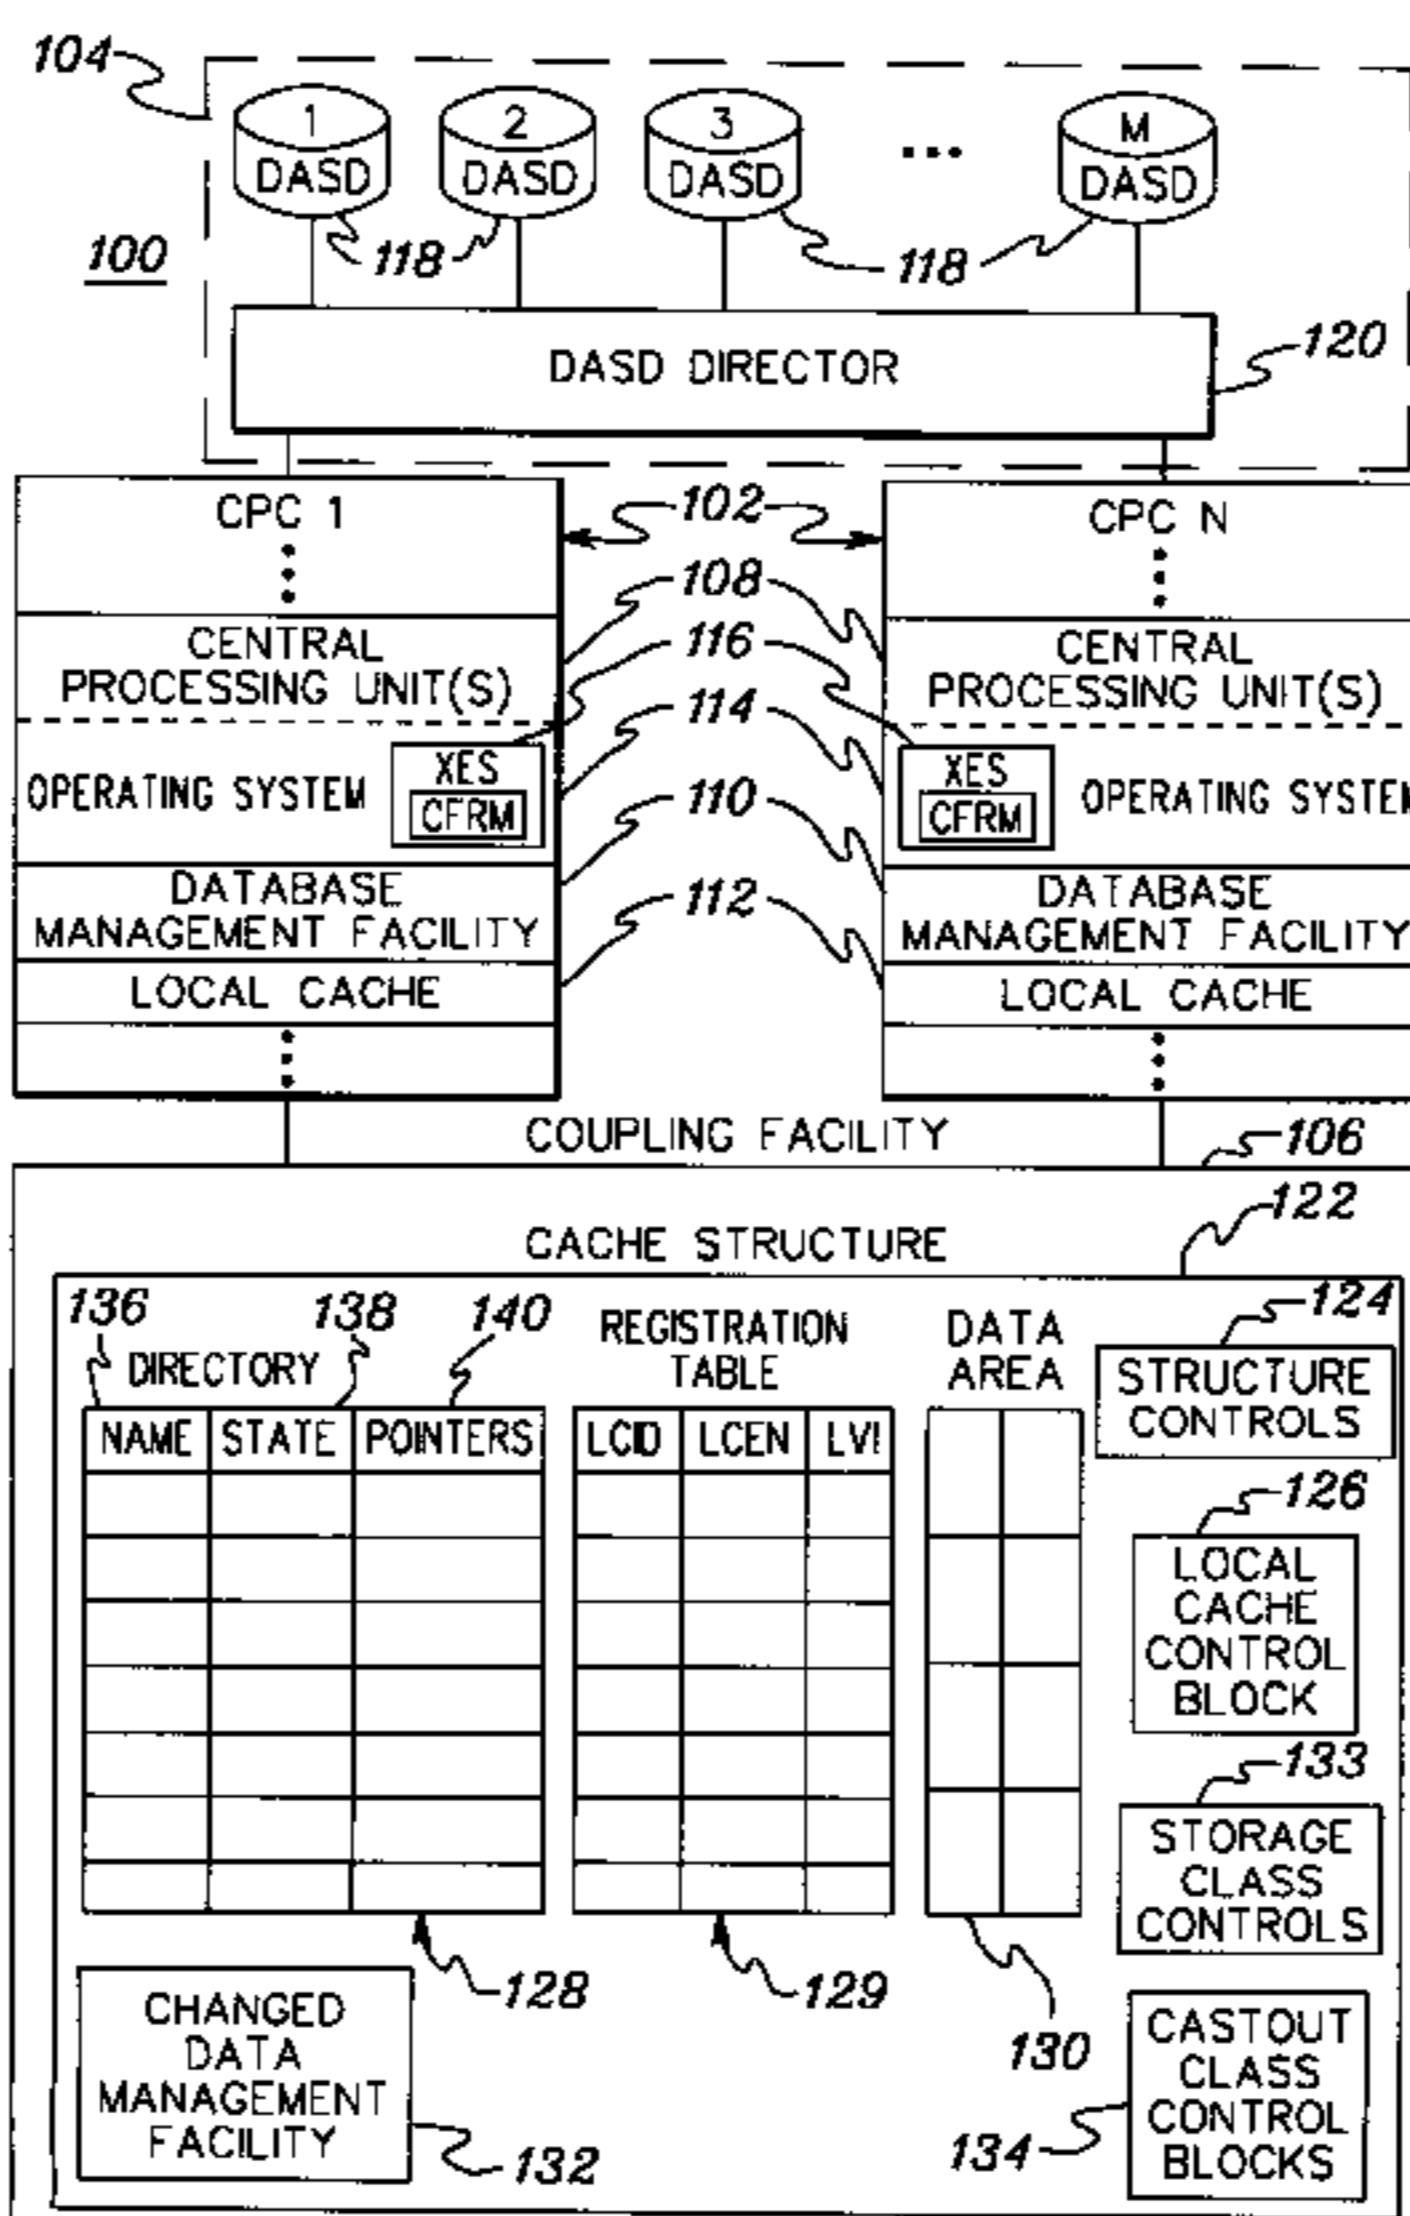 104
1 2 3 M
DASD DASD DASD ... DASD
100
118 118
DASD DIRECTOR
120
CPC 1
102
CPC N
108
CENTRAL
PROCESSING UNIT(S)
116
CENTRAL
PROCESSING UNIT(S)
114
OPERATING SYSTEM
XES
CFRM
XES
CFRM
OPERATING SYSTEM
110
DATABASE
MANAGEMENT FACILITY
112
DATABASE
MANAGEMENT FACILITY
LOCAL CACHE
LOCAL CACHE
COUPLING FACILITY
106
122
CACHE STRUCTURE
136
138
140
DIRECTORY
REGISTRATION
TABLE
DATA
AREA
124
STRUCTURE
CONTROLS
NAME STATE POINTERS
LCID LCEN LVI
126
LOCAL
CACHE
CONTROL
BLOCK
133
STORAGE
CLASS
CONTROLS
128
129
130
CHANGED
DATA
MANAGEMENT
FACILITY
132
134
CASTOUT
CLASS
CONTROL
BLOCKS